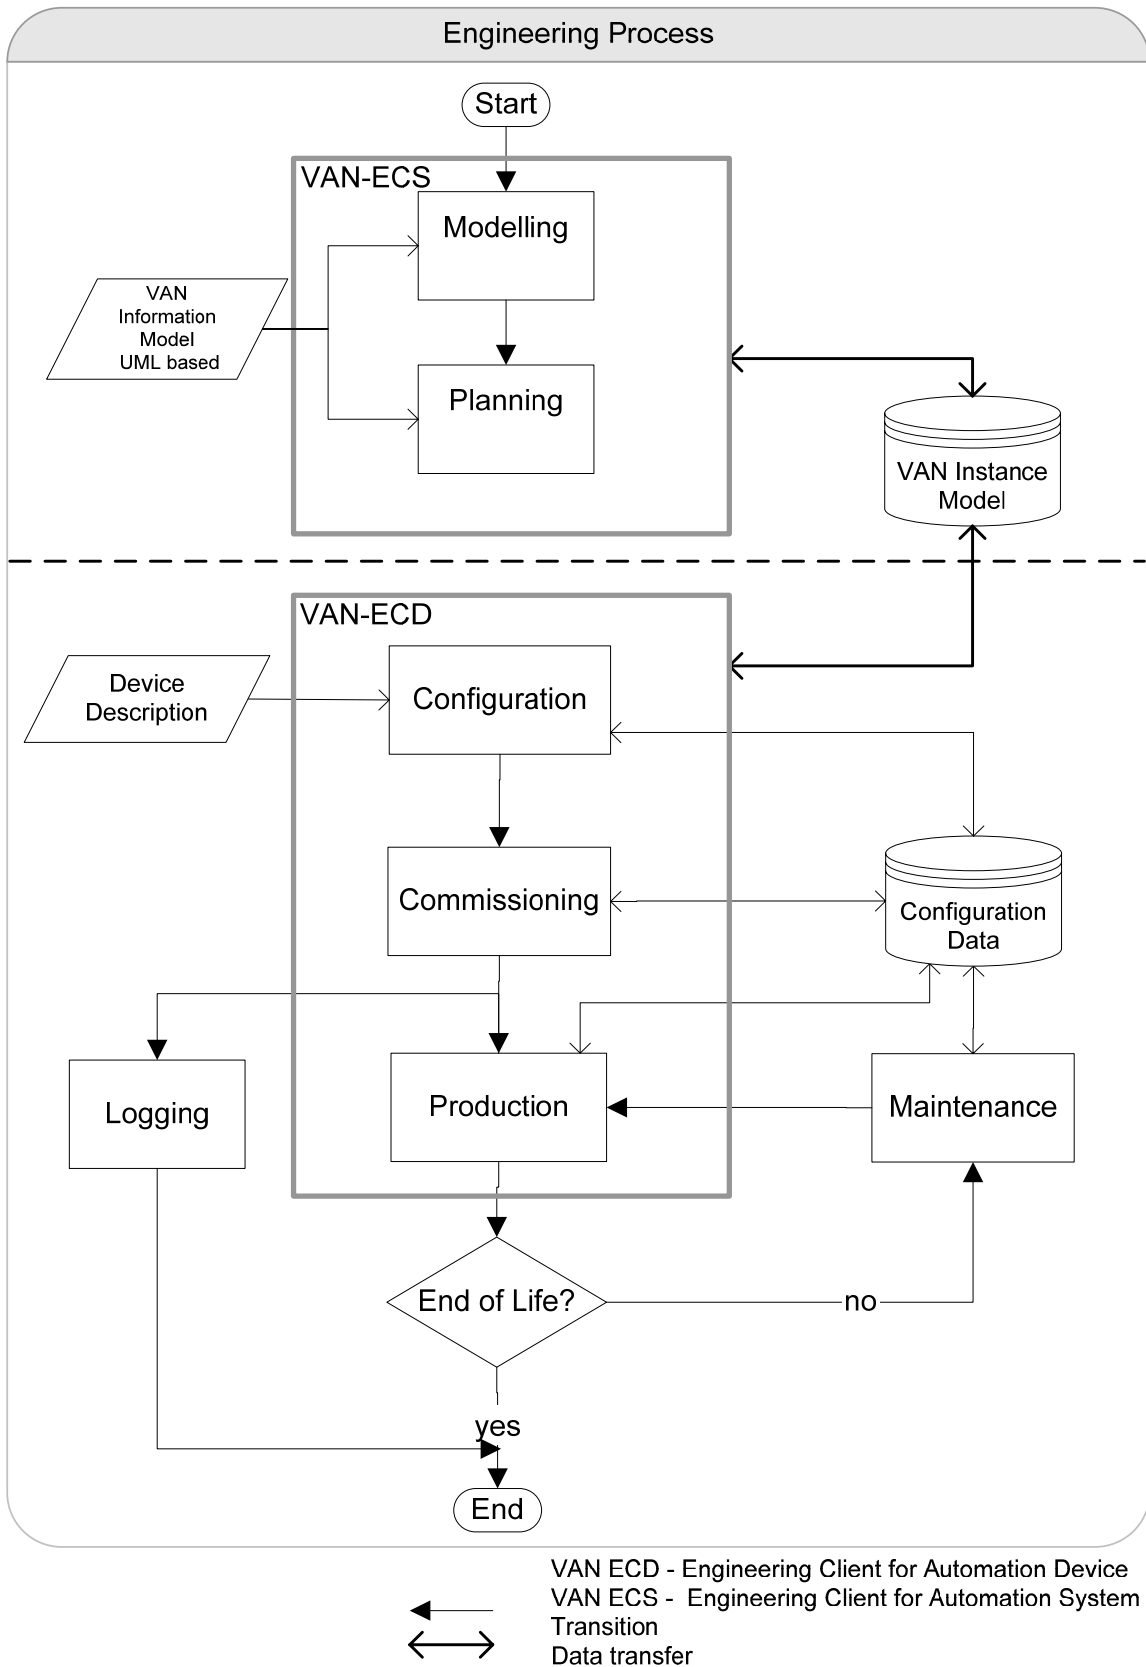 Engineering Process
Start
VAN-ECS
Modelling
VAN
Information
Model
UML based
Planning
VAN Instance
Model
VAN-ECD
Device
Description
Configuration
Commissioning
Configuration
Data
Logging
Production
Maintenance
End of Life?
no
yes
End
VAN ECD - Engineering Client for Automation Device
VAN ECS - Engineering Client for Automation System
Transition
Data transfer